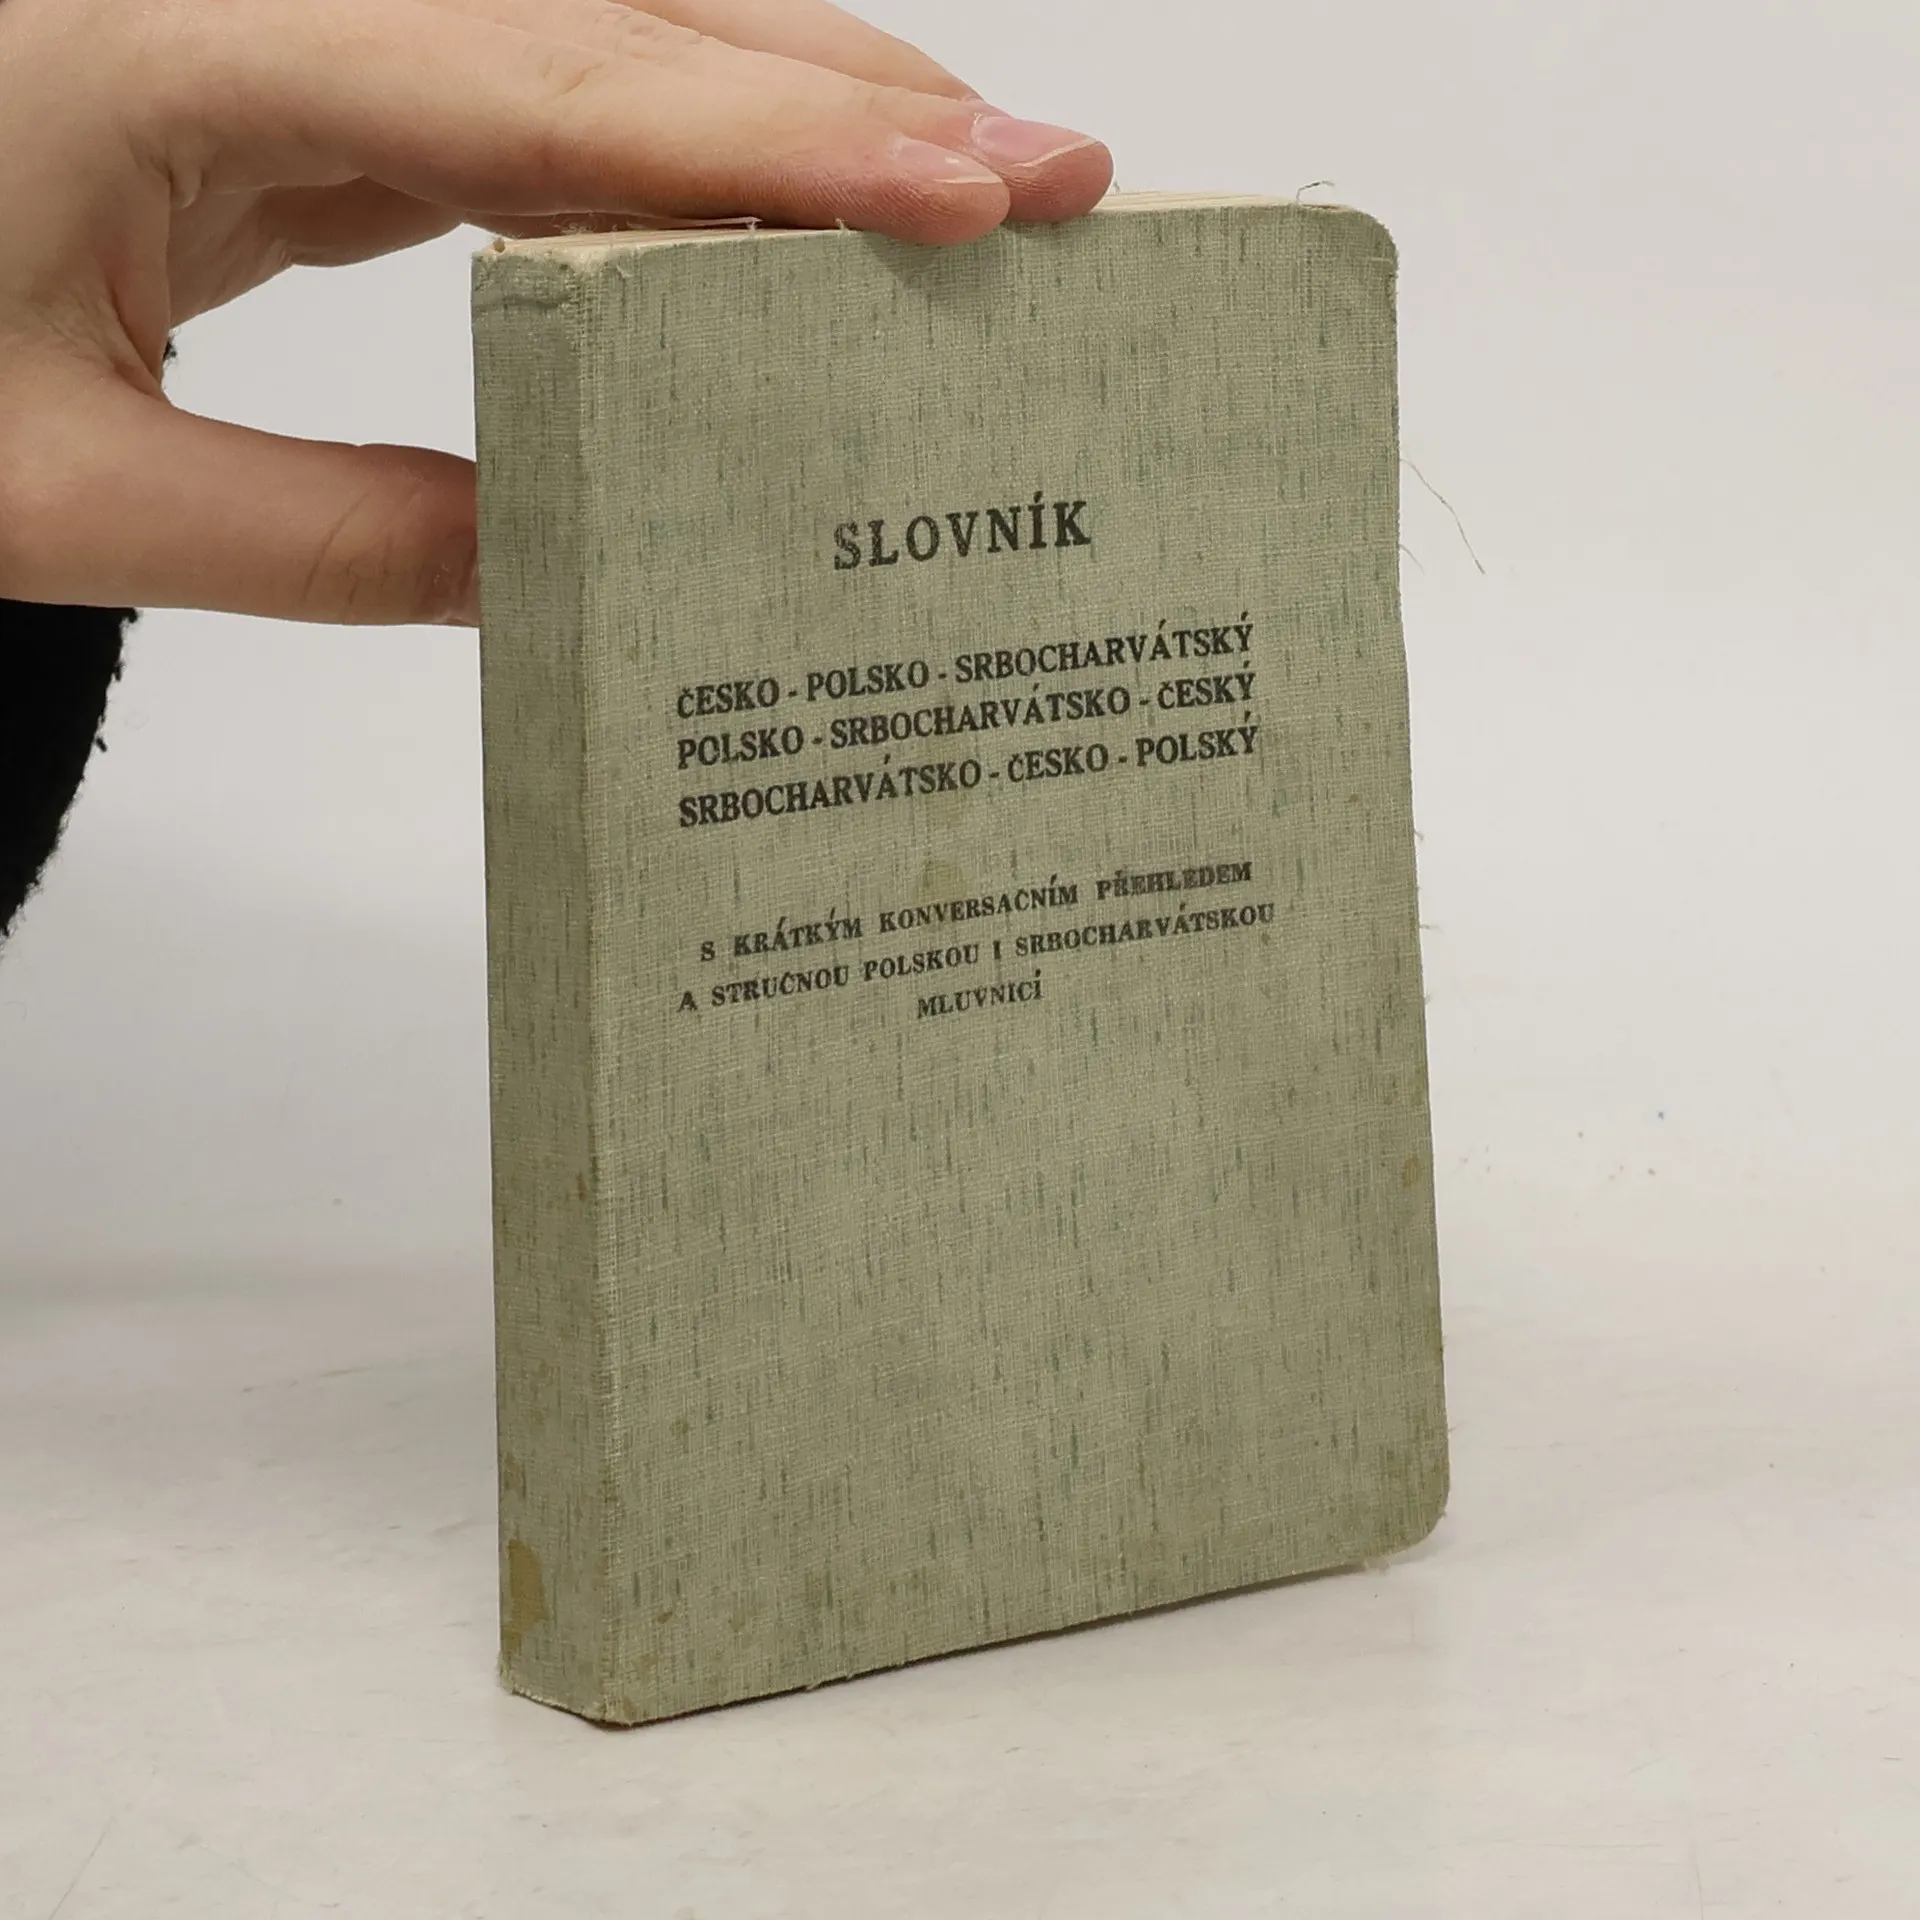 SLOVNÍK
ČESKO - POLSKO - SRBOCHARVÁTSKÝ
POLSKO - SRBOCHARVÁTSKO - ČESKÝ
SRBOCHARVÁTSKO - ČESKO - POLSKÝ
S KRÁTKÝM KONVERSAČNÍM PŘEHLEDEM
A STRUČNOU POLSKOU I SRBOCHARVÁTSKOU
MLUVNICÍ